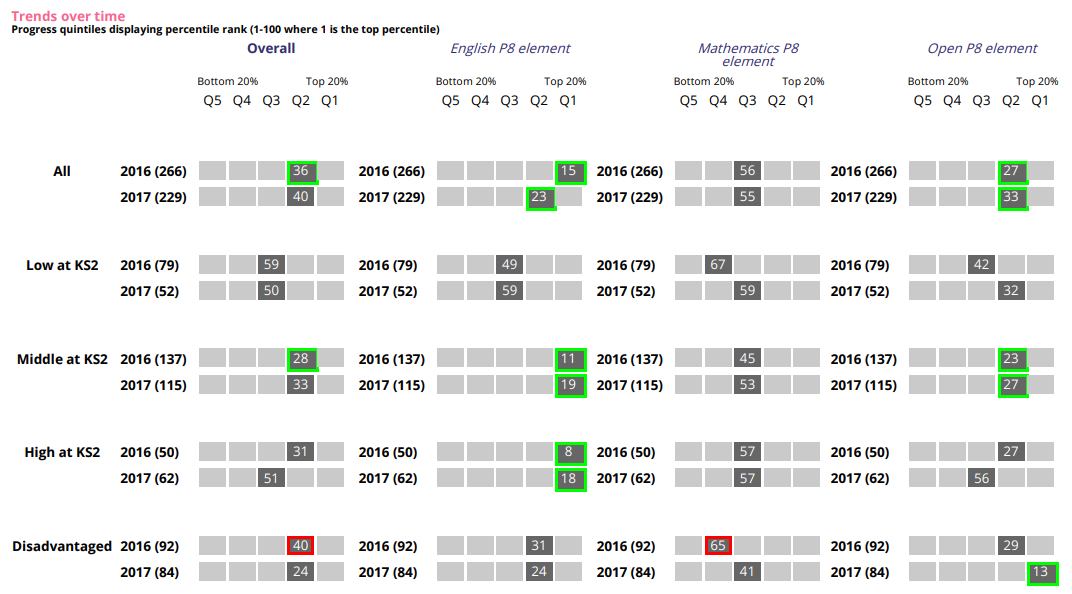 Trends over time
Progress quintiles displaying percentile rank (1-100 where 1 is the top percentile)
Overall English P8 element Mathematics P8 element Open P8 element
Bottom 20% Top 20% Bottom 20% Top 20% Bottom 20% Top 20% Bottom 20% Top 20%
Q5 Q4 Q3 Q2 Q1 Q5 Q4 Q3 Q2 Q1 Q5 Q4 Q3 Q2 Q1 Q5 Q4 Q3 Q2 Q1
All 2016 (266) 36 2016 (266) 15 2016 (266) 56 2016 (266) 27
2017 (229) 40 2017 (229) 23 2017 (229) 55 2017 (229) 33
Low at KS2 2016 (79) 59 2016 (79) 49 2016 (79) 67 2016 (79) 42
2017 (52) 50 2017 (52) 59 2017 (52) 59 2017 (52) 32
Middle at KS2 2016 (137) 28 2016 (137) 11 2016 (137) 45 2016 (137) 23
2017 (115) 33 2017 (115) 19 2017 (115) 53 2017 (115) 27
High at KS2 2016 (50) 31 2016 (50) 8 2016 (50) 57 2016 (50) 27
2017 (62) 51 2017 (62) 18 2017 (62) 57 2017 (62) 56
Disadvantaged 2016 (92) 40 2016 (92) 31 2016 (92) 65 2016 (92) 29
2017 (84) 24 2017 (84) 24 2017 (84) 41 2017 (84) 13